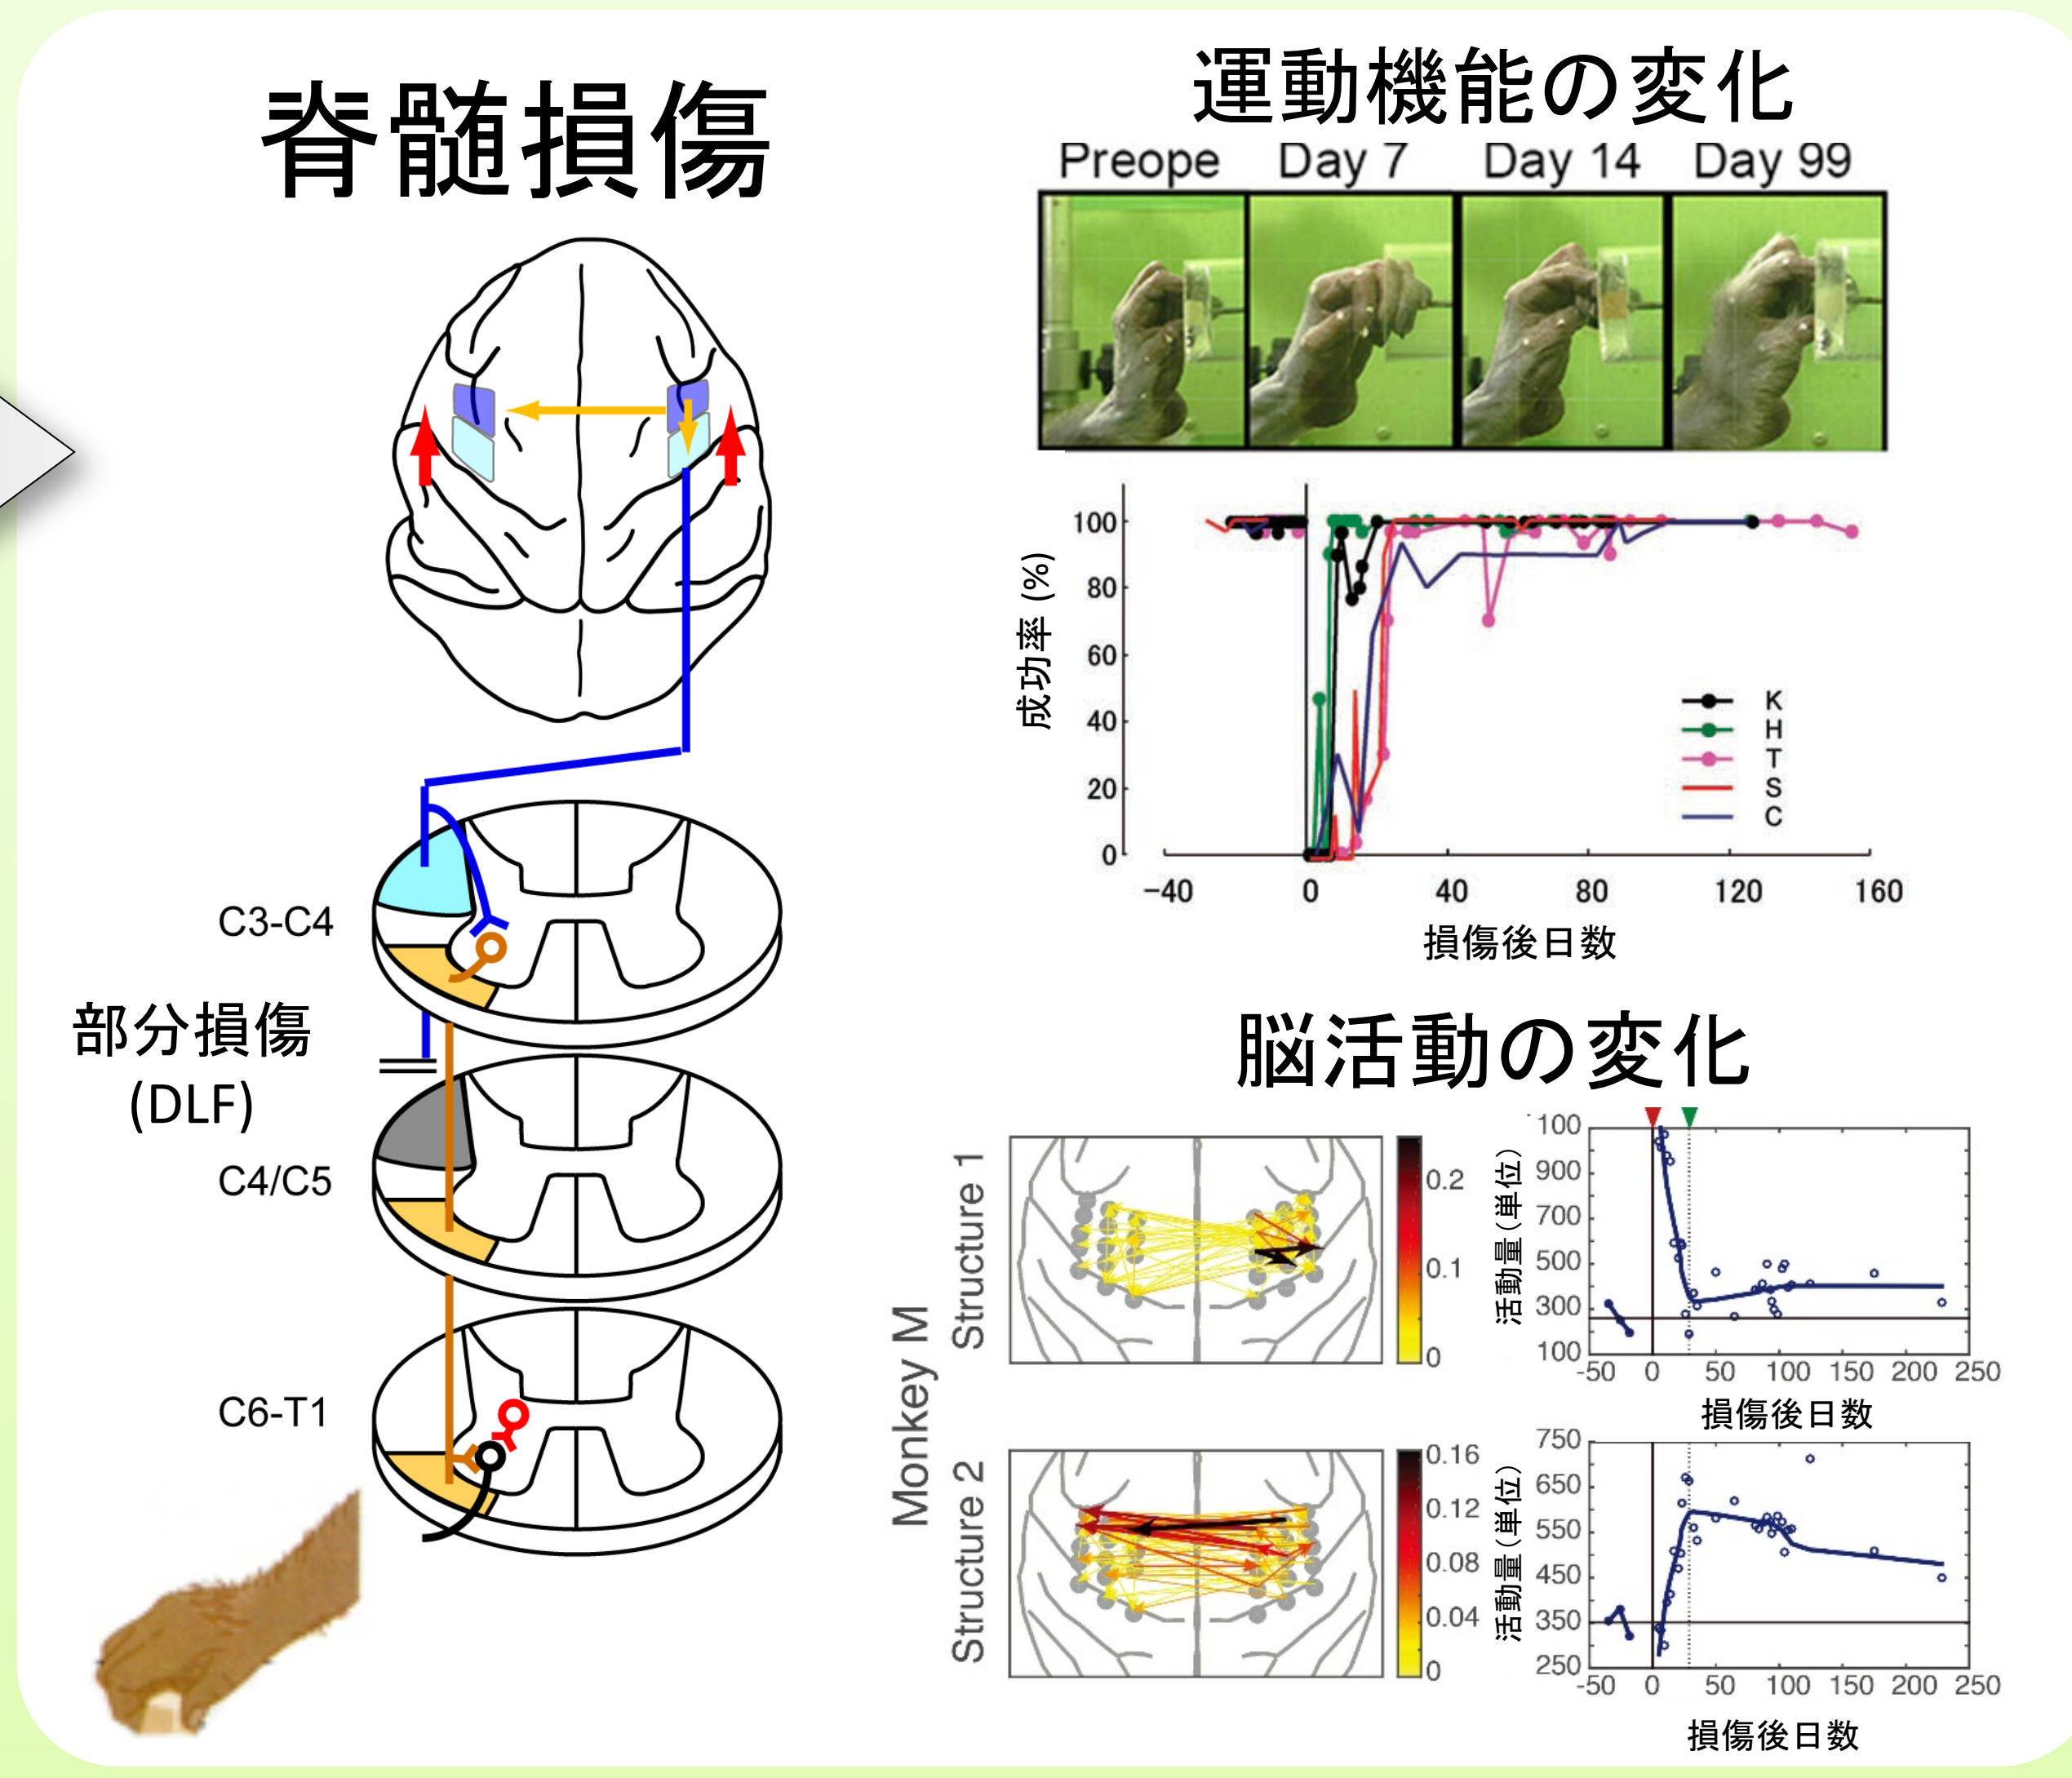 脊髄損傷
C3-C4
部分損傷
(DLF)
C4/C5
C6-T1
運動機能の変化
Preope Day 7 Day 14 Day 99
成功率 (%)
100
80
60
40
20
0
K
H
T
S
C
−40 0 40 80 120 160
損傷後日数
脳活動の変化
Monkey M
Structure 1
0.2
0.1
0
活動量(単位)
100
900
700
500
300
100
-50 0 50 100 150 200 250
損傷後日数
Structure 2
0.16
0.12
0.08
0.04
0
活動量(単位)
750
650
550
450
350
250
-50 0 50 100 150 200 250
損傷後日数